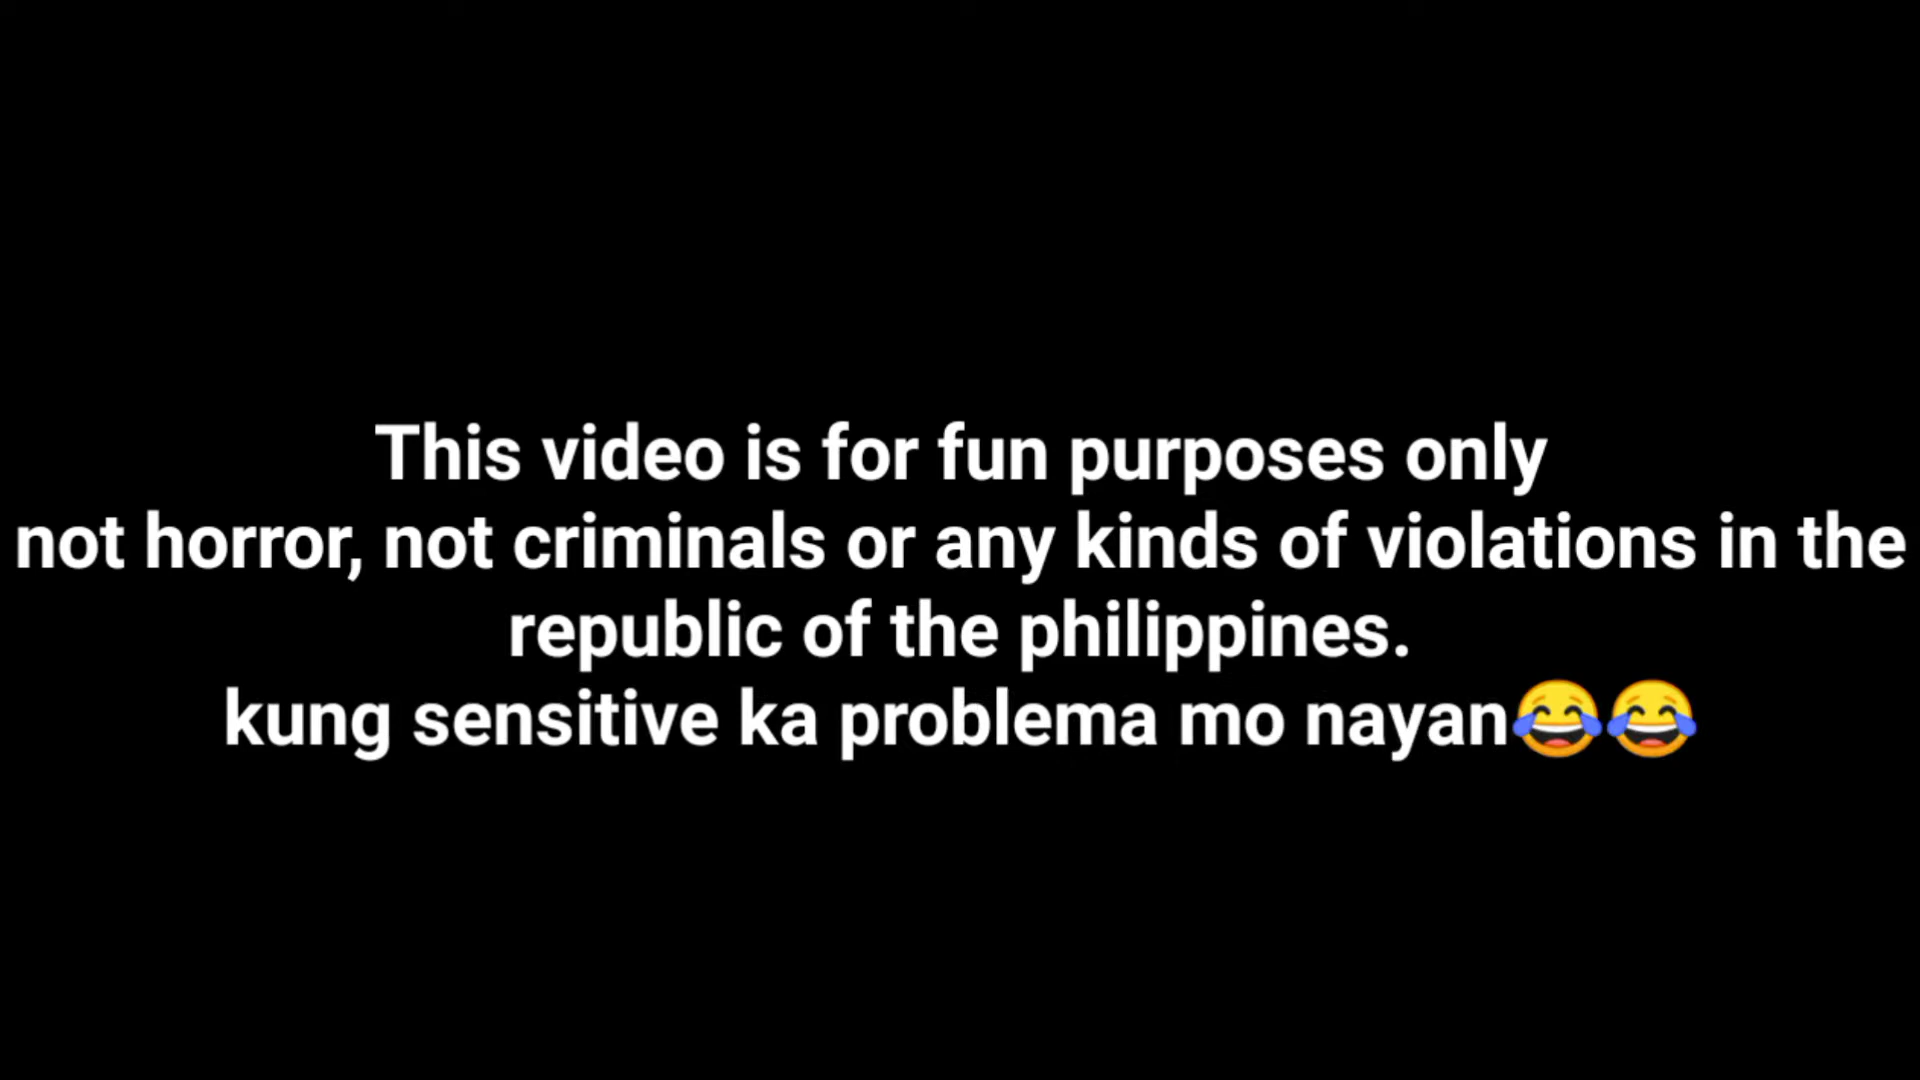 This video is for fun purposes only
not horror, not criminals or any kinds of violations in the
republic of the philippines.
kung sensitive ka problema mo nayan😂😂